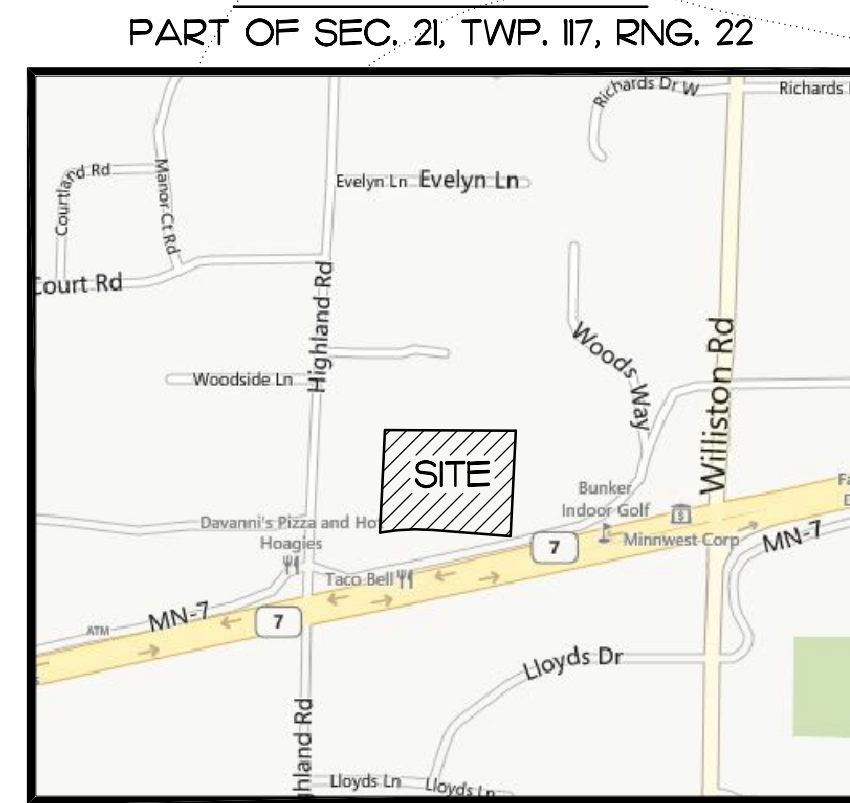 PART OF SEC. 21, TWP. 117, RNG. 22
Richards Dr W
Richards
Courtland Rd
Manor Ct Rd
Evelyn Ln
Evelyn Ln
Court Rd
Highland Rd
Woods Way
Williston Rd
Woodside Ln
SITE
Bunker
Indoor Golf
Davanni's Pizza and Ho
Hoagies
7
Minnwest Corp
MN-7
Taco Bell
MN-7
7
ATM
Lloyds Dr
ghland Rd
Lloyds Ln
Lloyds Ln